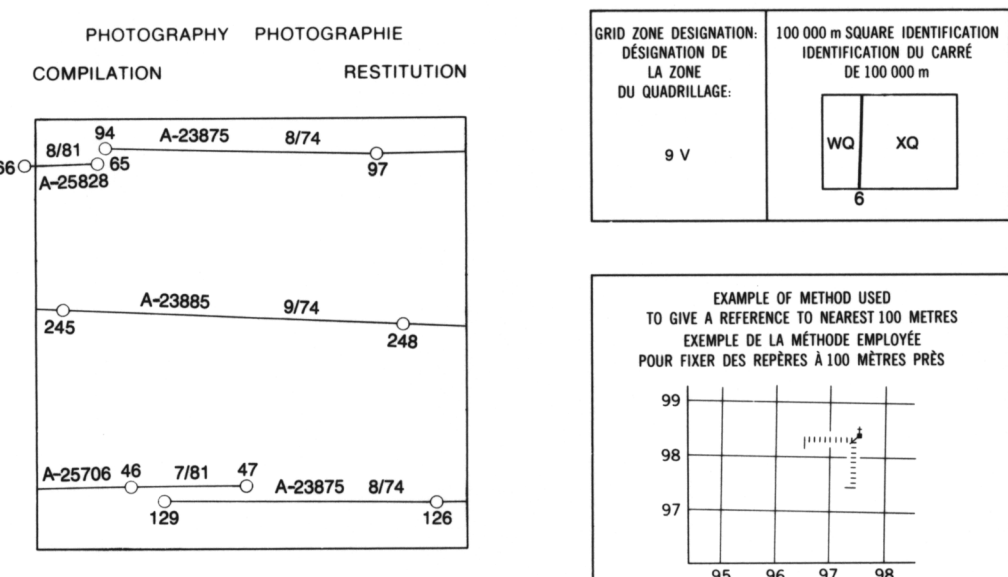 PHOTOGRAPHY PHOTOGRAPHIE
COMPILATION RESTITUTION
94 A-23875 8/74
8/81
66 65 97
A-25828
A-23885 9/74
245 248
A-25706 46 7/81 47
A-23875 8/74
129 126
GRID ZONE DESIGNATION:
DÉSIGNATION DE
LA ZONE
DU QUADRILLAGE:
9 V
100 000 m SQUARE IDENTIFICATION
IDENTIFICATION DU CARRÉ
DE 100 000 m
WQ XQ
6
EXAMPLE OF METHOD USED
TO GIVE A REFERENCE TO NEAREST 100 METRES
EXEMPLE DE LA MÉTHODE EMPLOYÉE
POUR FIXER DES REPÈRES À 100 MÈTRES PRÈS
99
98
97
95 96 97 98